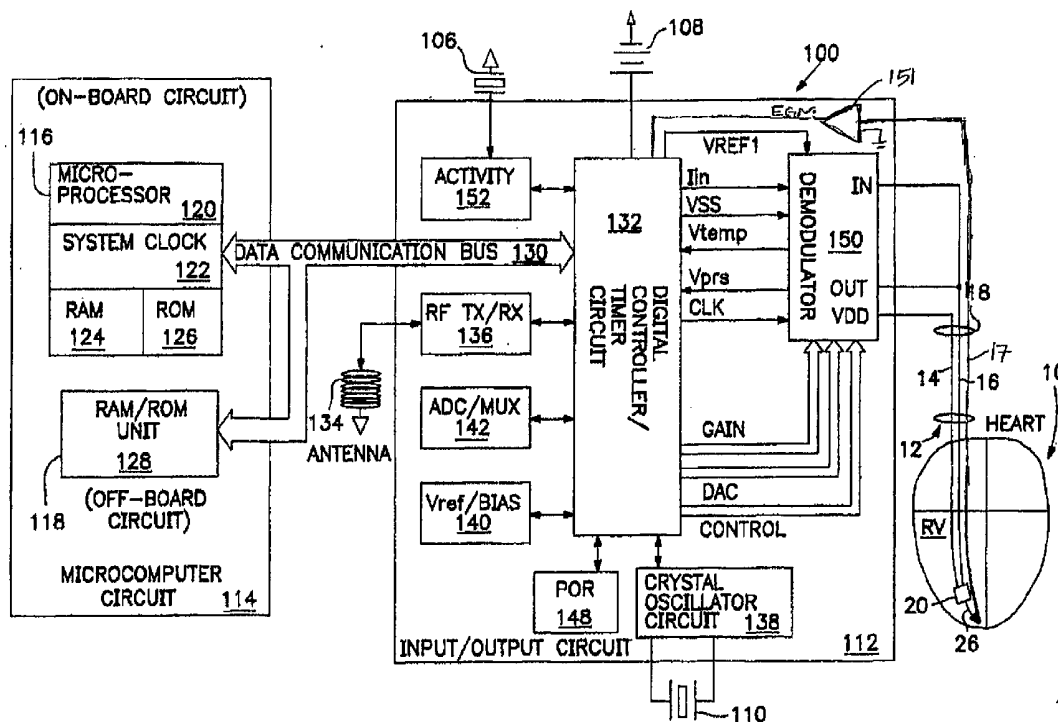 106
108
100
151
(ON-BOARD CIRCUIT)
116
MICRO-
PROCESSOR
120
SYSTEM CLOCK
122
RAM
124
ROM
126
RAM/ROM
UNIT
128
118
(OFF-BOARD
CIRCUIT)
MICROCOMPUTER
CIRCUIT
114
DATA COMMUNICATION BUS 130
ACTIVITY
152
RF TX/RX
136
134
ANTENNA
ADC/MUX
142
Vref/BIAS
140
POR
148
CRYSTAL
OSCILLATOR
CIRCUIT
138
INPUT/OUTPUT CIRCUIT
112
110
132
DIGITAL
CONTROLLER/
TIMER
CIRCUIT
EGM
VREF1
Iin
VSS
Vtemp
Vprs
CLK
GAIN
DAC
CONTROL
DEMODULATOR
150
IN
OUT
VDD
18
17
14
16
12
HEART
RV
20
26